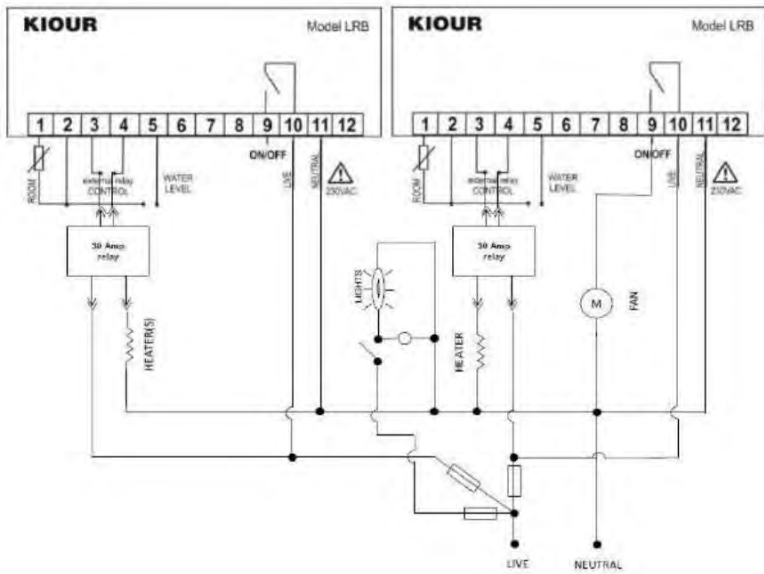 KIOUR Model LRB
1 2 3 4 5 6 7 8 9 10 11 12
ON/OFF
ROOM
external relay
CONTROL
WATER
LEVEL
LIVE
NEUTRAL
230VAC
30 Amp
relay
HEATER(S)
KIOUR Model LRB
1 2 3 4 5 6 7 8 9 10 11 12
ON/OFF
ROOM
external relay
CONTROL
WATER
LEVEL
LIVE
NEUTRAL
230VAC
30 Amp
relay
LIGHTS
HEATER
M
FAN
LIVE
NEUTRAL